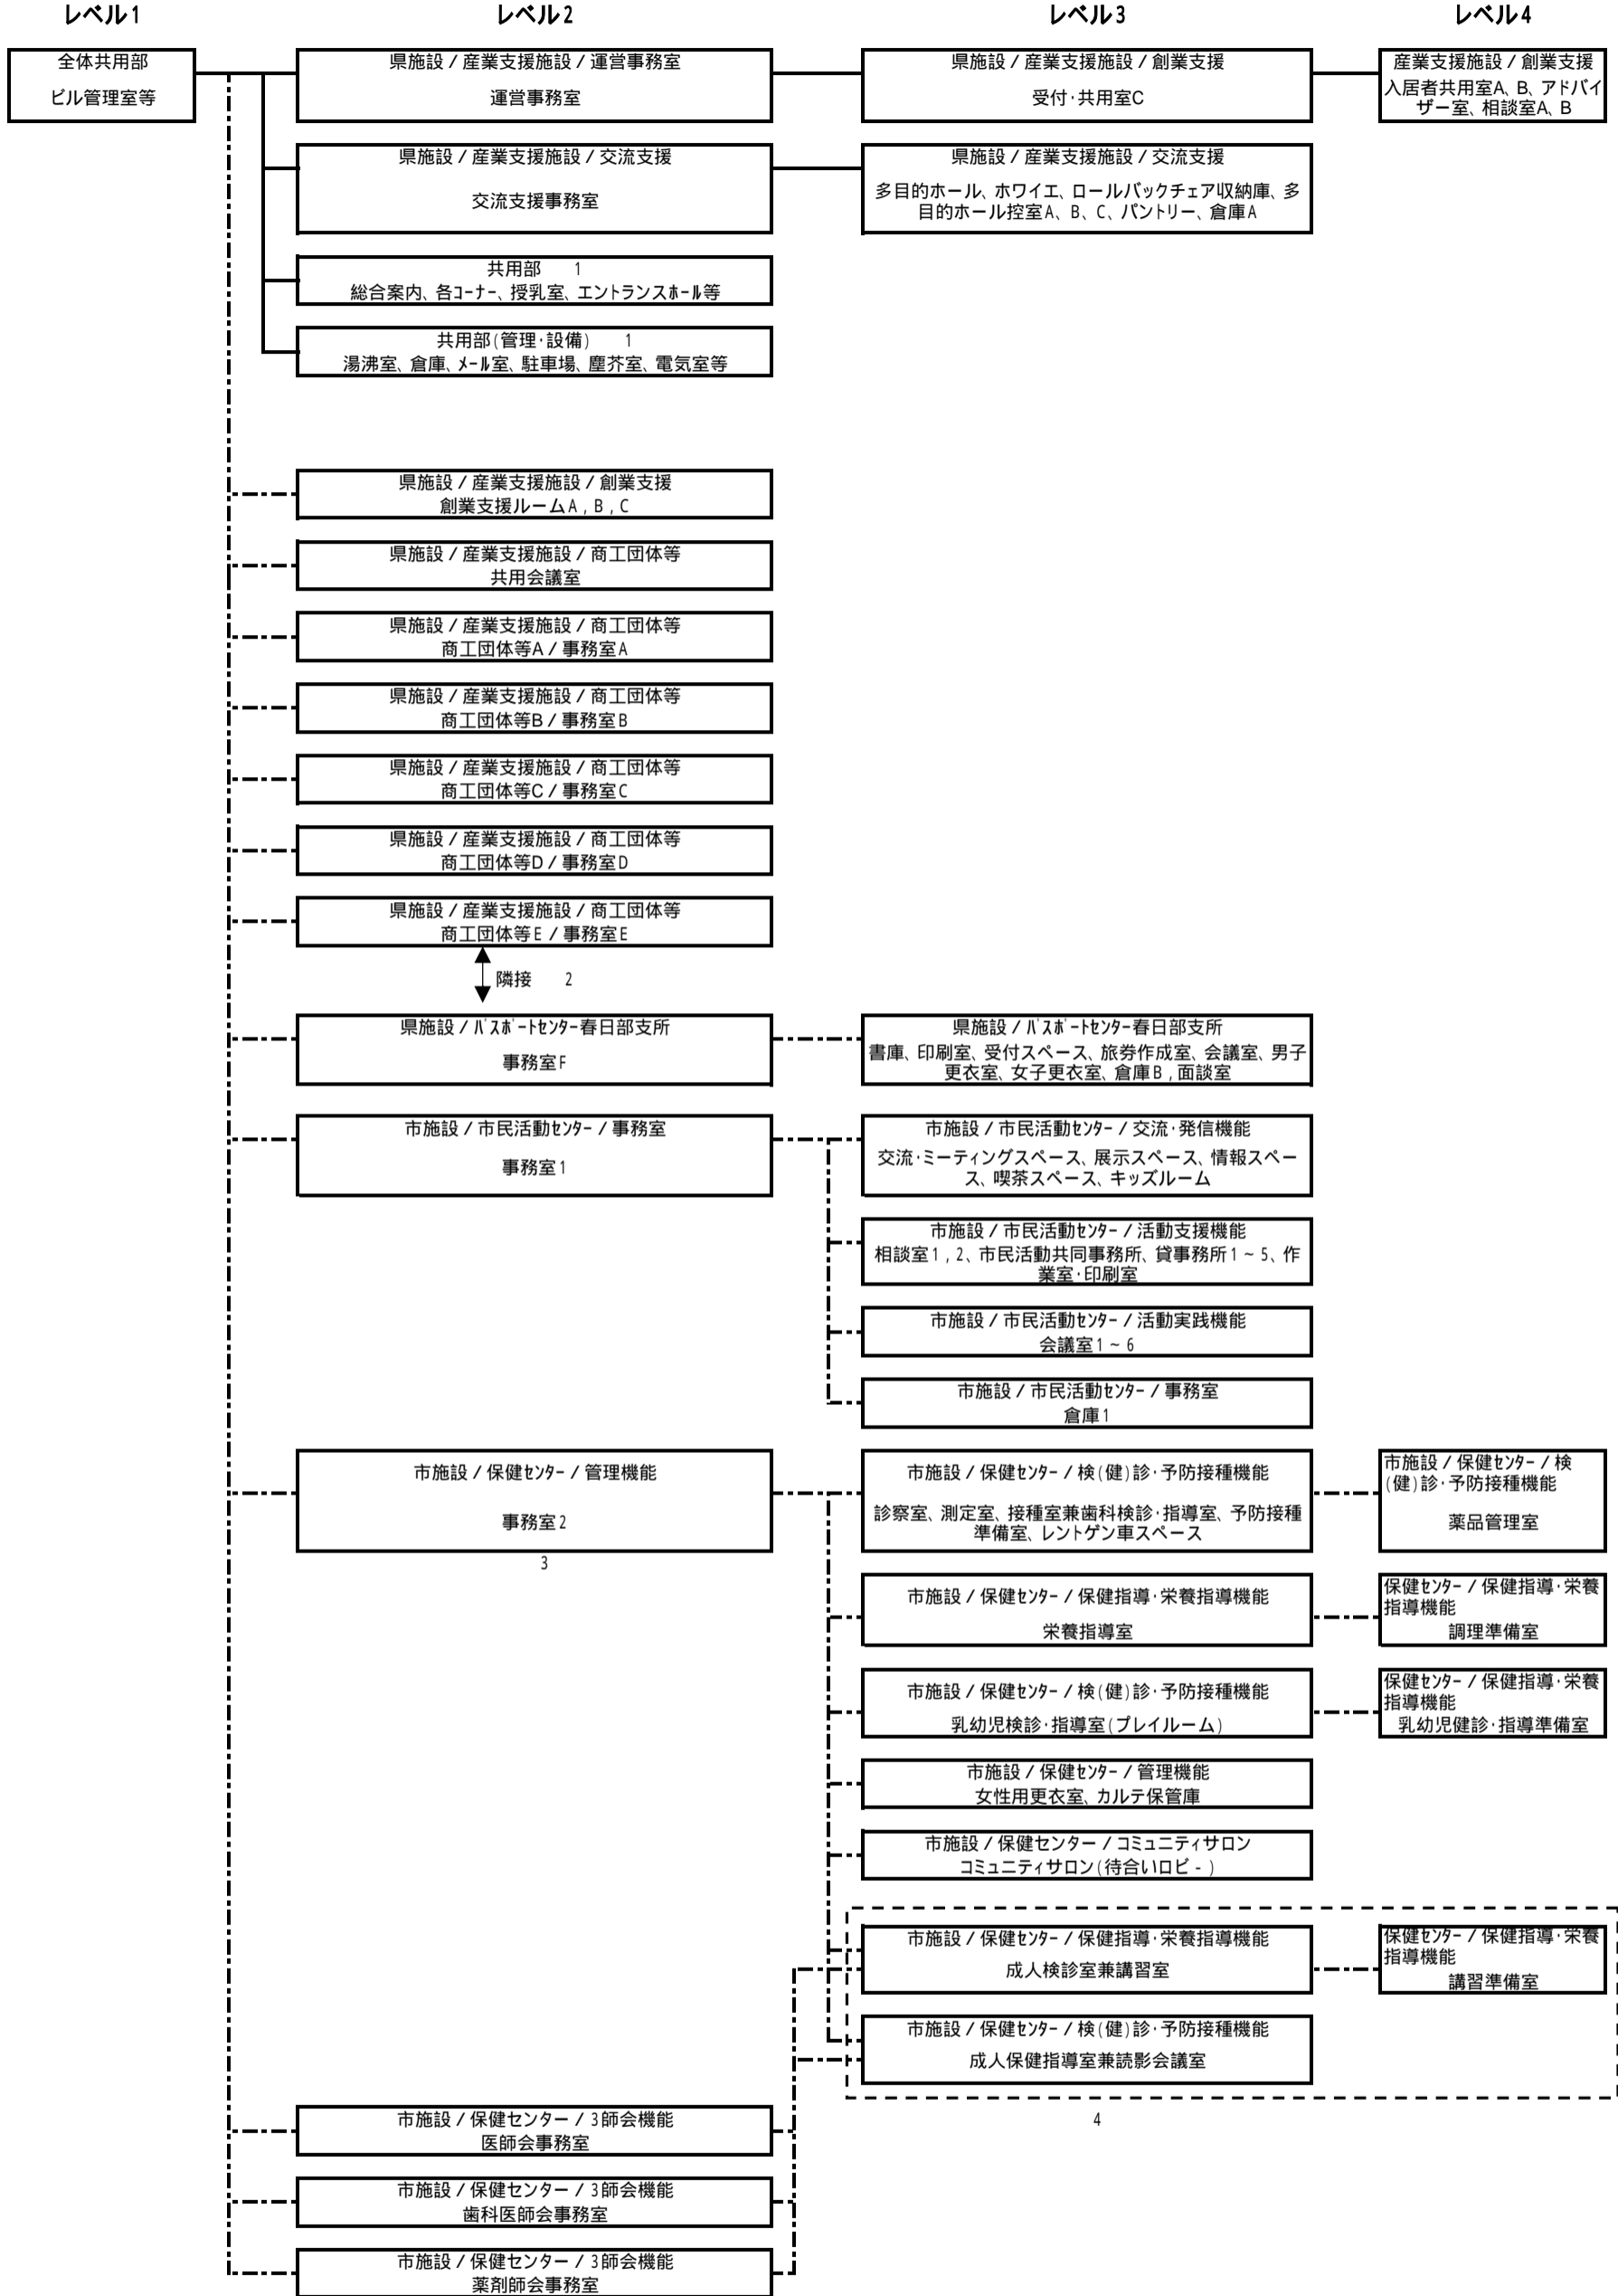 レベル1
レベル2
レベル3
レベル4
全体共用部
ビル管理室等
県施設/産業支援施設/運営事務室
運営事務室
県施設/産業支援施設/創業支援
受付・共用室C
産業支援施設/創業支援
入居者共用室A、B、アドバイ
ザー室、相談室A、B
県施設/産業支援施設/交流支援
交流支援事務室
県施設/産業支援施設/交流支援
多目的ホール、ホワイエ、ロールバックチェア収納庫、多
目的ホール控室A、B、C、パントリー、倉庫A
共用部 1
総合案内、各コーナー、授乳室、エントランスホール等
共用部(管理・設備) 1
湯沸室、倉庫、メール室、駐車場、塵芥室、電気室等
県施設/産業支援施設/創業支援
創業支援ルームA,B,C
県施設/産業支援施設/商工団体等
共用会議室
県施設/産業支援施設/商工団体等
商工団体等A/事務室A
県施設/産業支援施設/商工団体等
商工団体等B/事務室B
県施設/産業支援施設/商工団体等
商工団体等C/事務室C
県施設/産業支援施設/商工団体等
商工団体等D/事務室D
県施設/産業支援施設/商工団体等
商工団体等E/事務室E
隣接 2
県施設/パスポートセンター春日部支所
事務室F
県施設/パスポートセンター春日部支所
書庫、印刷室、受付スペース、旅券作成室、会議室、男子
更衣室、女子更衣室、倉庫B,面談室
市施設/市民活動センター/事務室
事務室1
市施設/市民活動センター/交流・発信機能
交流・ミーティングスペース、展示スペース、情報スペー
ス、喫茶スペース、キッズルーム
市施設/市民活動センター/活動支援機能
相談室1,2、市民活動共同事務所、貸事務所1~5、作
業室・印刷室
市施設/市民活動センター/活動実践機能
会議室1~6
市施設/市民活動センター/事務室
倉庫1
市施設/保健センター/管理機能
事務室2
3
市施設/保健センター/検(健)診・予防接種機能
診察室、測定室、接種室兼歯科検診・指導室、予防接種
準備室、レントゲン車スペース
市施設/保健センター/検
(健)診・予防接種機能
薬品管理室
市施設/保健センター/保健指導・栄養指導機能
栄養指導室
保健センター/保健指導・栄養
指導機能
調理準備室
市施設/保健センター/検(健)診・予防接種機能
乳幼児検診・指導室(プレイルーム)
保健センター/保健指導・栄養
指導機能
乳幼児健診・指導準備室
市施設/保健センター/管理機能
女性用更衣室、カルテ保管庫
市施設/保健センター/コミュニティサロン
コミュニティサロン(待合いロビ-)
市施設/保健センター/保健指導・栄養指導機能
成人検診室兼講習室
保健センター/保健指導・栄養
指導機能
講習準備室
市施設/保健センター/検(健)診・予防接種機能
成人保健指導室兼読影会議室
4
市施設/保健センター/3師会機能
医師会事務室
市施設/保健センター/3師会機能
歯科医師会事務室
市施設/保健センター/3師会機能
薬剤師会事務室